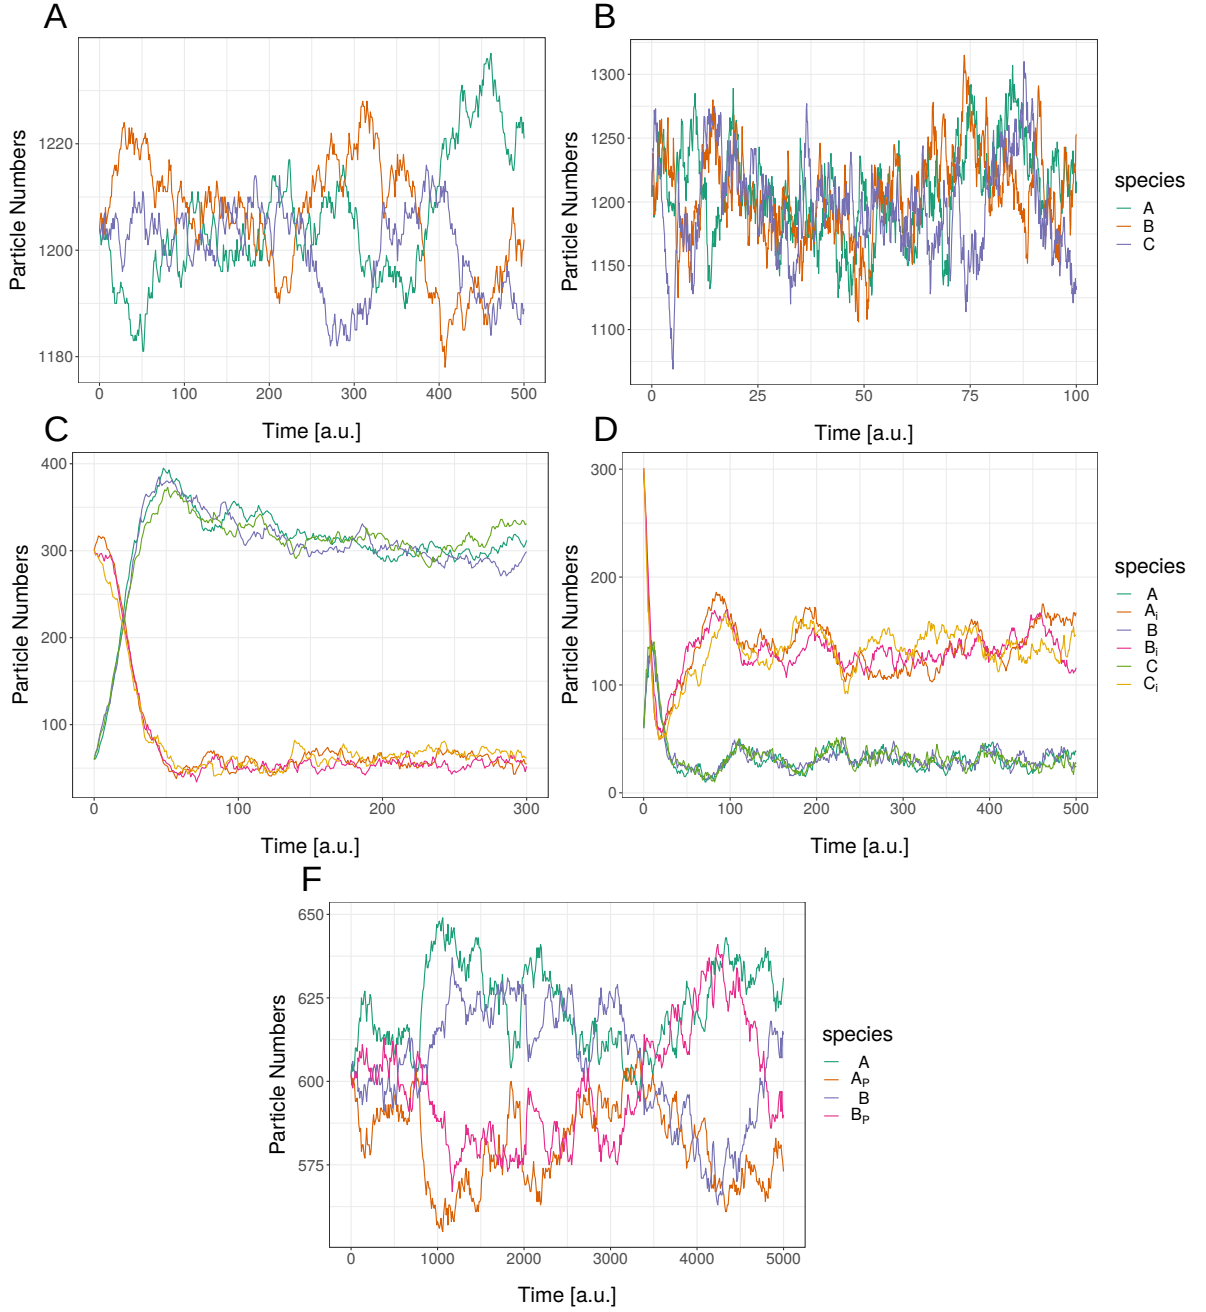 A
B
Particle Numbers
1220
1200
1180
0 100 200 300 400 500
Time [a.u.]
Particle Numbers
1300
1250
1200
1150
1100
0 25 50 75 100
Time [a.u.]
species
A
B
C
C
D
Particle Numbers
400
300
200
100
0 100 200 300
Time [a.u.]
Particle Numbers
300
200
100
0
0 100 200 300 400 500
Time [a.u.]
species
A
Ai
B
Bi
C
Ci
F
Particle Numbers
650
625
600
575
0 1000 2000 3000 4000 5000
Time [a.u.]
species
A
AP
B
BP